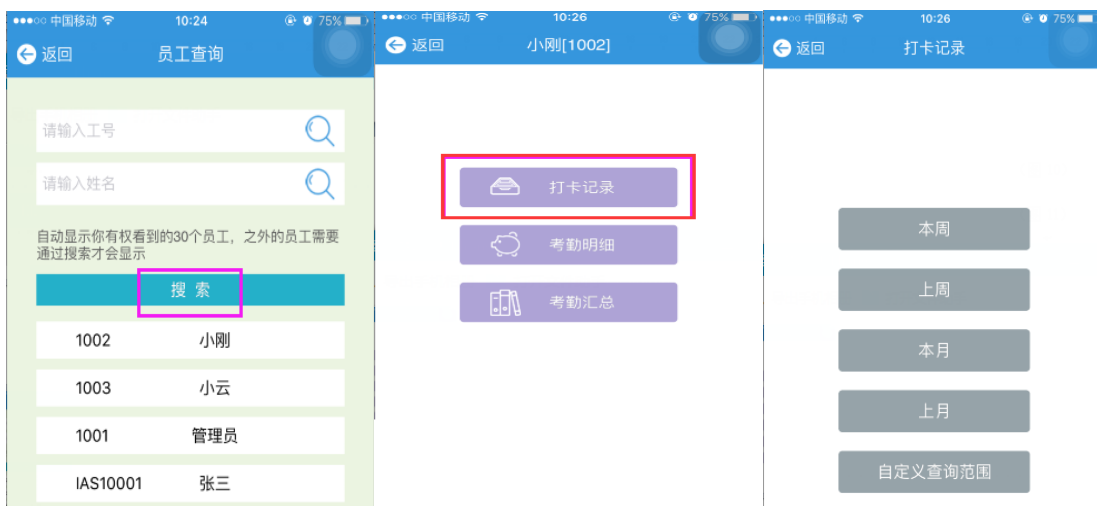 中国移动 10:24 75%
返回 员工查询
请输入工号
请输入姓名
自动显示你有权看到的30个员工，之外的员工需要
通过搜索才会显示
搜 索
1002 小刚
1003 小云
1001 管理员
IAS10001 张三
中国移动 10:26 75%
返回 小刚[1002]
打卡记录
考勤明细
考勤汇总
中国移动 10:26 75%
返回 打卡记录
本周
上周
本月
上月
自定义查询范围